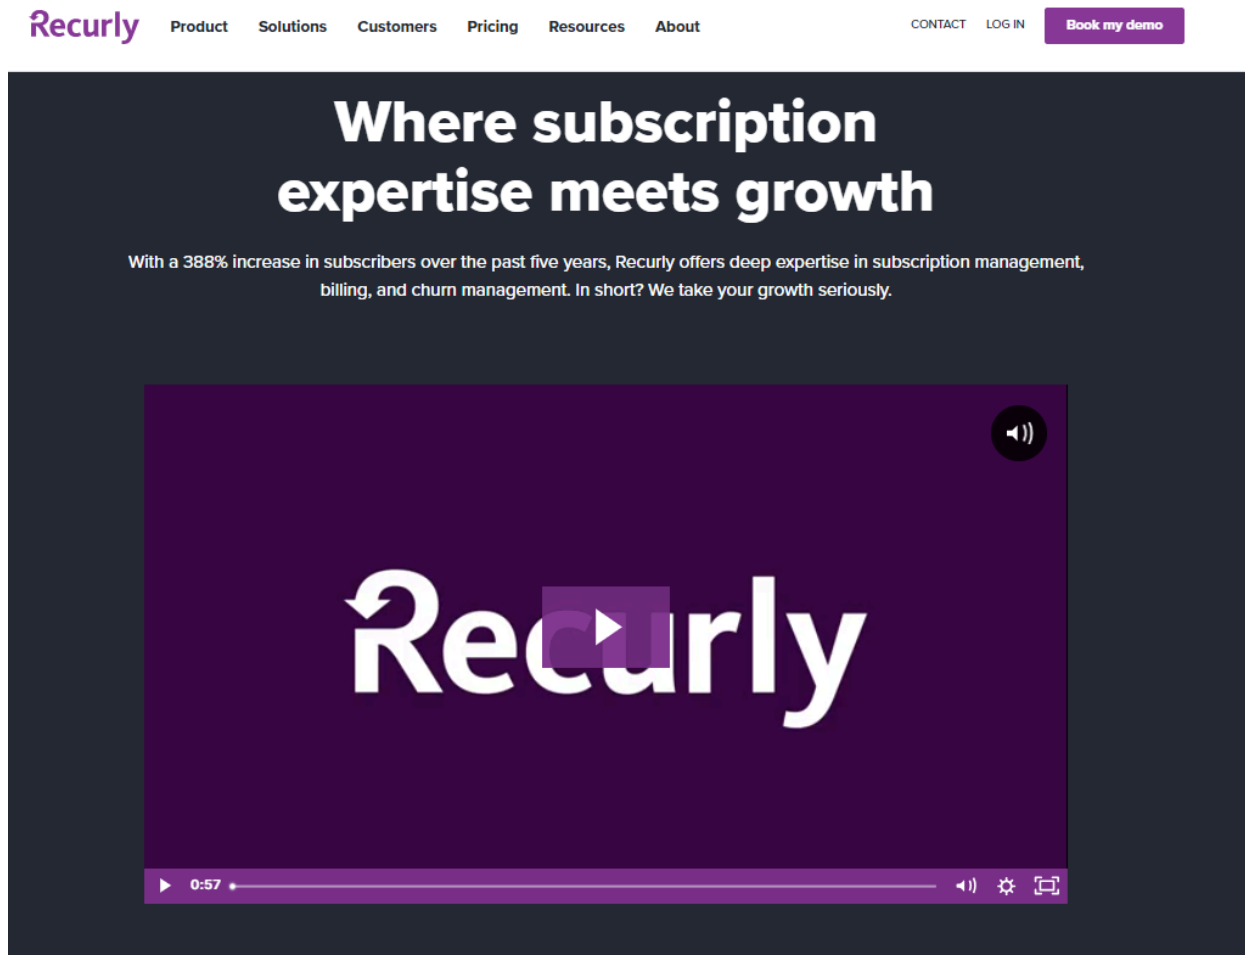 Recurly Product Solutions Customers Pricing Resources About CONTACT LOG IN Book my demo
Where subscription
expertise meets growth
With a 388% increase in subscribers over the past five years, Recurly offers deep expertise in subscription management,
billing, and churn management. In short? We take your growth seriously.
Recurly
0:57